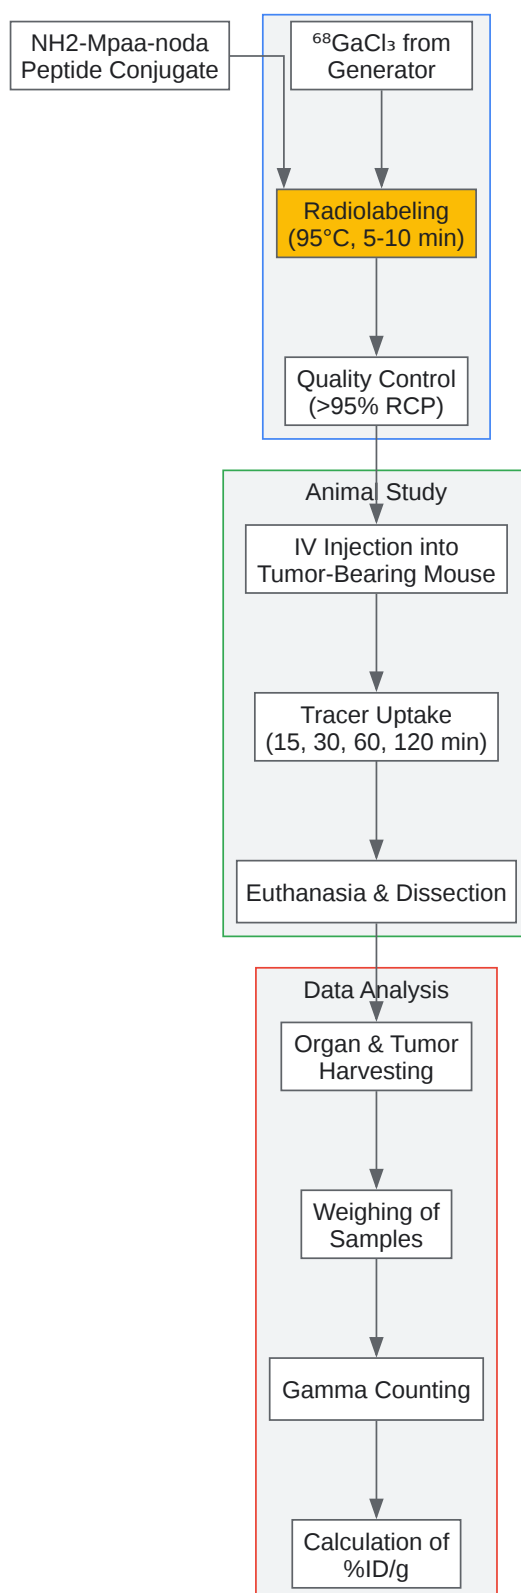 NH2-Mpaa-noda
Peptide Conjugate
⁶⁸GaCl₃ from
Generator
Radiolabeling
(95°C, 5-10 min)
Quality Control
(>95% RCP)
Animal Study
IV Injection into
Tumor-Bearing Mouse
Tracer Uptake
(15, 30, 60, 120 min)
Euthanasia & Dissection
Data Analysis
Organ & Tumor
Harvesting
Weighing of
Samples
Gamma Counting
Calculation of
%ID/g